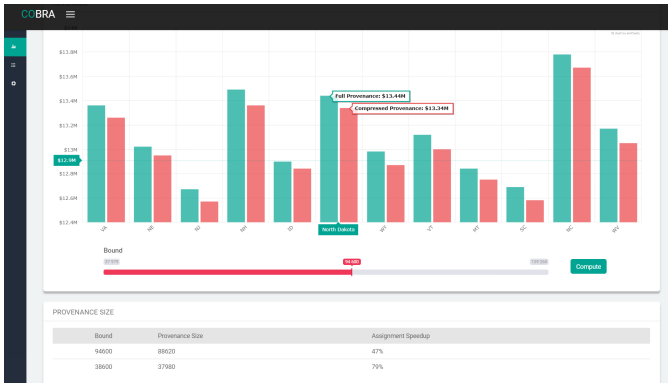 COBRA
$13.8M
$13.6M
Full Provenance: $13.44M
$13.4M
Compressed Provenance: $13.34M
$13.2M
$13M
$12.9M
$12.8M
$12.6M
$12.4M
VA NE NJ NH ID North Dakota WY VT MT SC NC WV
Bound
94 600
Compute
PROVENANCE SIZE
Bound Provenance Size Assignment Speedup
94600 88620 47%
38600 37980 79%